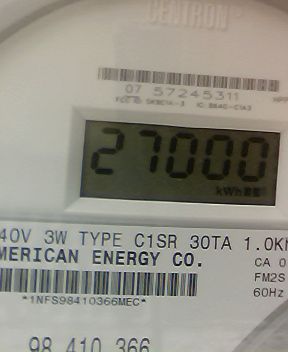 CENTRON
07 57245311
27000
kWh
40V 3W TYPE C1SR 30TA 1.0K
MERICAN ENERGY CO.
CA 0
FM2S
60Hz
*1NFS98410366MEC*
98 410 366